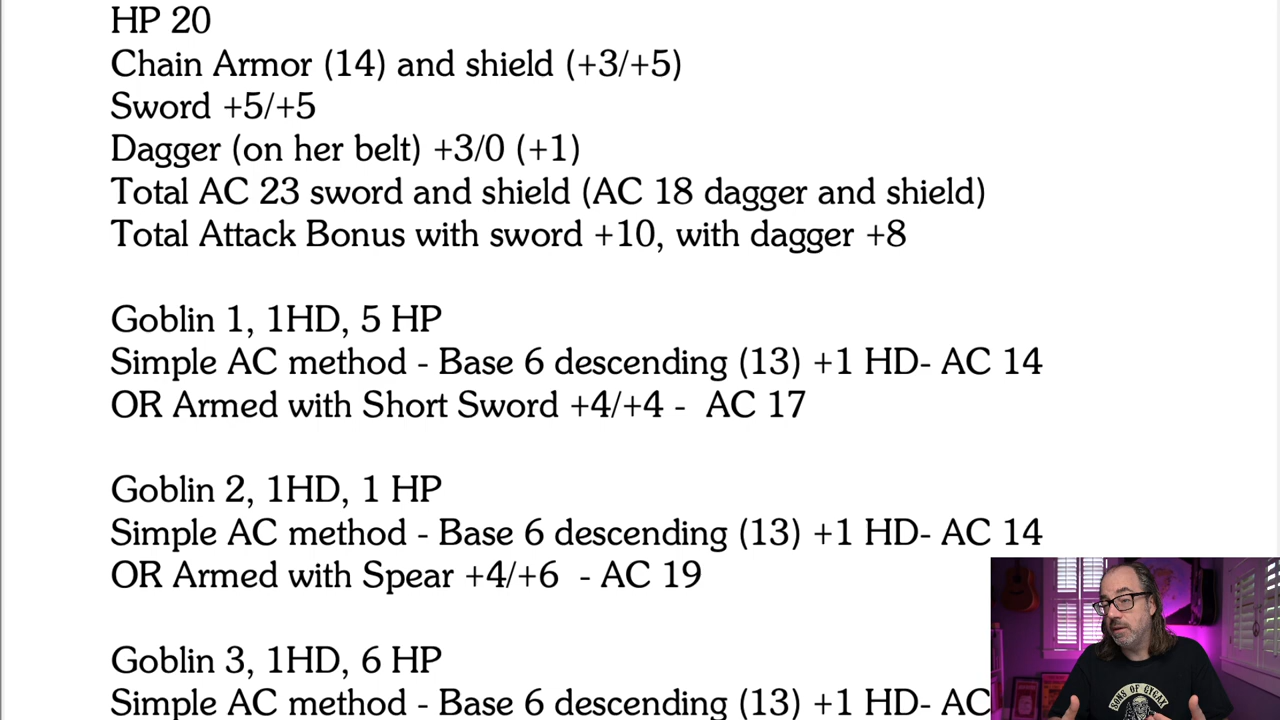 HP 20
Chain Armor (14) and shield (+3/+5)
Sword +5/+5
Dagger (on her belt) +3/0 (+1)
Total AC 23 sword and shield (AC 18 dagger and shield)
Total Attack Bonus with sword +10, with dagger +8
Goblin 1, 1HD, 5 HP
Simple AC method - Base 6 descending (13) +1 HD- AC 14
OR Armed with Short Sword +4/+4 - AC 17
Goblin 2, 1HD, 1 HP
Simple AC method - Base 6 descending (13) +1 HD- AC 14
OR Armed with Spear +4/+6 - AC 19
Goblin 3, 1HD, 6 HP
Simple AC method - Base 6 descending (13) +1 HD- AC
SONS OF GYGAX